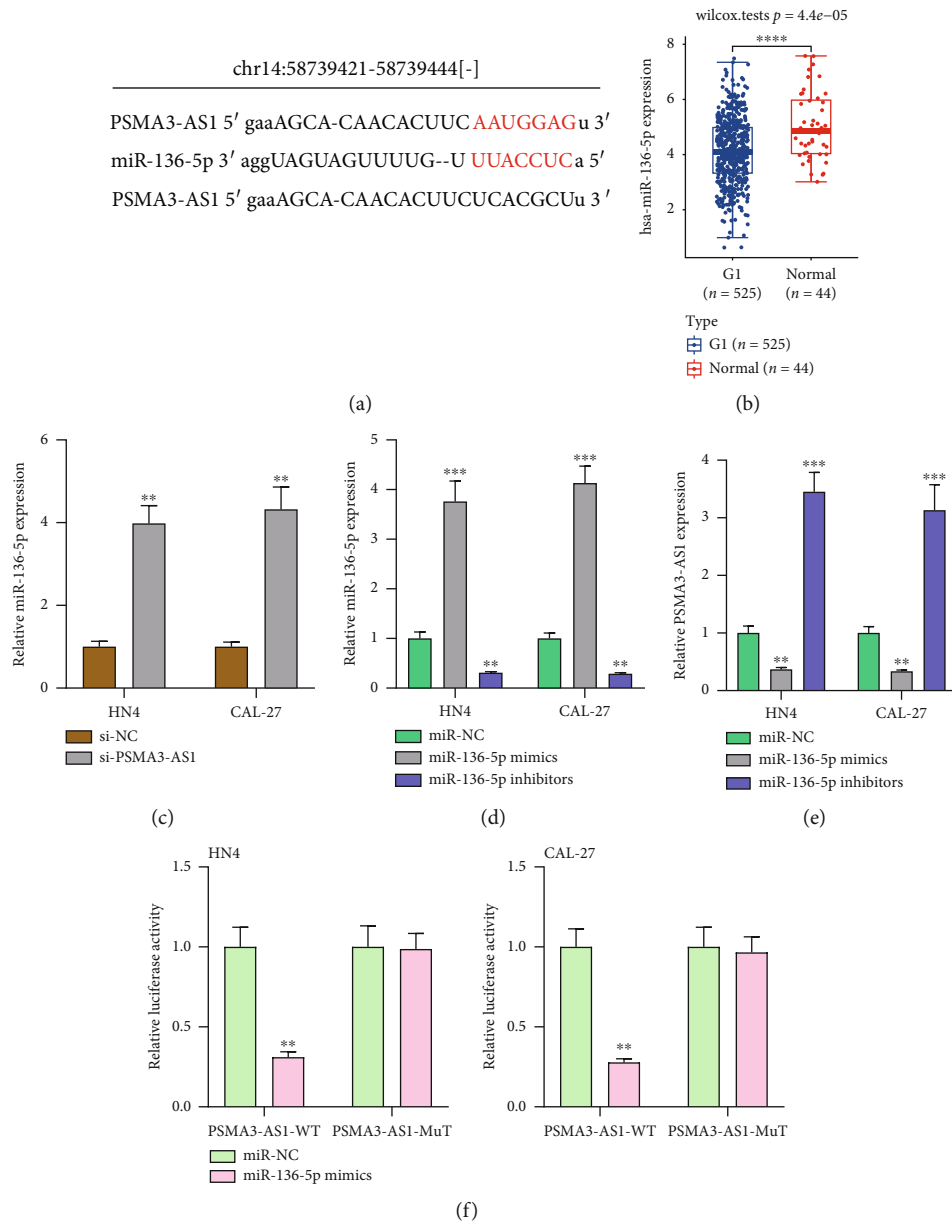 chr14:58739421-58739444[-]
PSMA3-AS1 5′ gaaAGCA-CAACACUUC AAUGGAGu 3′
miR-136-5p 3′ aggUAGUAGUUUUG--U UUACCUCa 5′
PSMA3-AS1 5′ gaaAGCA-CAACACUUCUCACGCUu 3 ′
(a)
wilcox.tests p = 4.4e−05
****
hsa-miR-136-5p expression
8
6
4
2
G1
(n = 525)
Normal
(n = 44)
Type
G1 (n = 525)
Normal (n = 44)
(b)
Relative miR-136-5p expression
6
4
2
0
**
**
HN4
CAL-27
si-NC
si-PSMA3-AS1
(c)
Relative miR-136-5p expression
5
4
3
2
1
0
***
**
***
**
HN4
CAL-27
miR-NC
miR-136-5p mimics
miR-136-5p inhibitors
(d)
Relative PSMA3-AS1 expression
4
3
2
1
0
**
***
**
***
HN4
CAL-27
miR-NC
miR-136-5p mimics
miR-136-5p inhibitors
(e)
HN4
Relative luciferase activity
1.5
1.0
0.5
0.0
**
PSMA3-AS1-WT
PSMA3-AS1-MuT
miR-NC
miR-136-5p mimics
CAL-27
Relative luciferase activity
1.5
1.0
0.5
0.0
**
PSMA3-AS1-WT
PSMA3-AS1-MuT
(f)